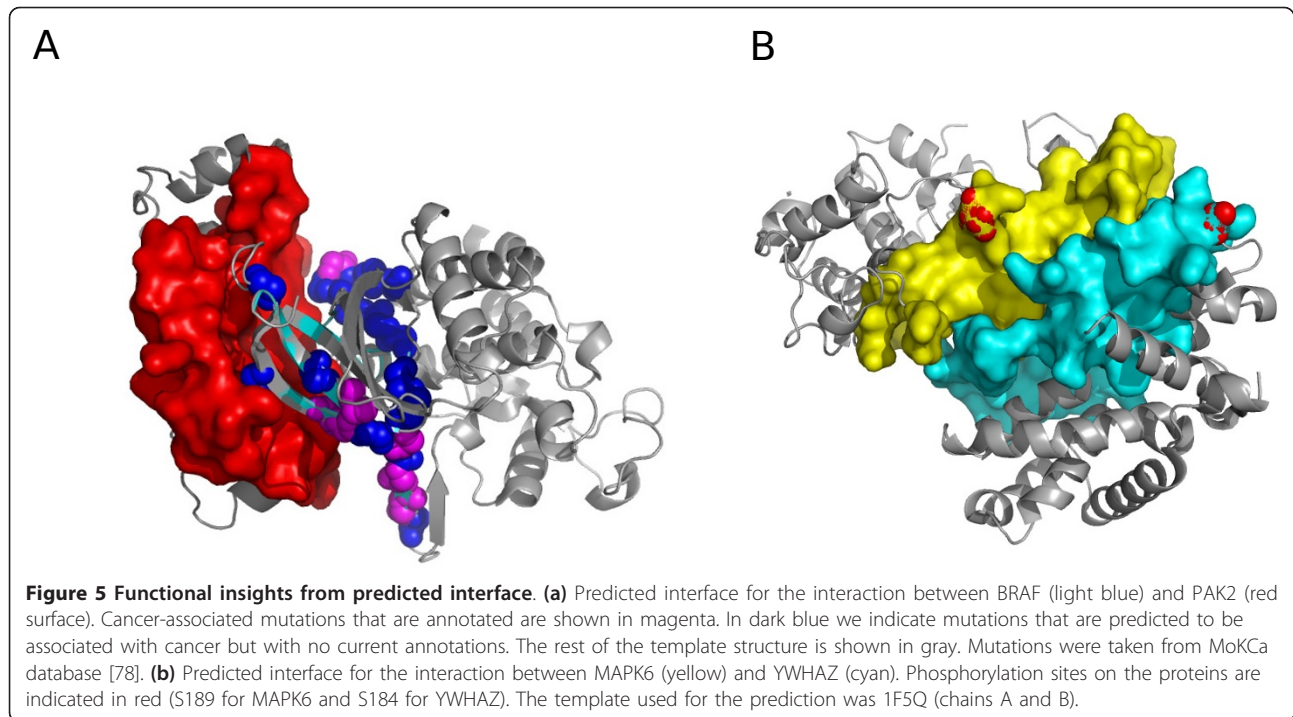 A
B
Figure 5 Functional insights from predicted interface. (a) Predicted interface for the interaction between BRAF (light blue) and PAK2 (red
surface). Cancer-associated mutations that are annotated are shown in magenta. In dark blue we indicate mutations that are predicted to be
associated with cancer but with no current annotations. The rest of the template structure is shown in gray. Mutations were taken from MoKCa
database [78]. (b) Predicted interface for the interaction between MAPK6 (yellow) and YWHAZ (cyan). Phosphorylation sites on the proteins are
indicated in red (S189 for MAPK6 and S184 for YWHAZ). The template used for the prediction was 1F5Q (chains A and B).